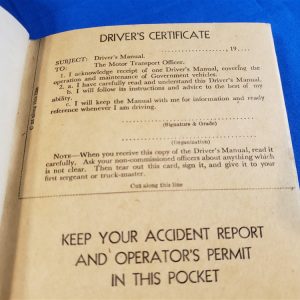 DRIVER'S CERTIFICATE
, 19
SUBJECT: Driver's Manual.
TO: The Motor Transport Officer.
1. I acknowledge receipt of one Driver's Manual, covering the
operation and maintenance of Government vehicles.
2. a. I have carefully read and understand this Driver's Manual.
b. I will follow its instructions and advice to the best of my
ability.
c. I will keep the Manual with me for information and ready
reference whenever I am driving.
(Signature & Grade)
(Organization)
NOTE—When you receive this copy of the Driver's Manual, read it
carefully. Ask your non-commissioned officers about anything which
is not clear. Then tear out this card, sign it, and give it to your
first sergeant or truck-master.
Cut along this line
KEEP YOUR ACCIDENT REPORT
AND OPERATOR'S PERMIT
IN THIS POCKET